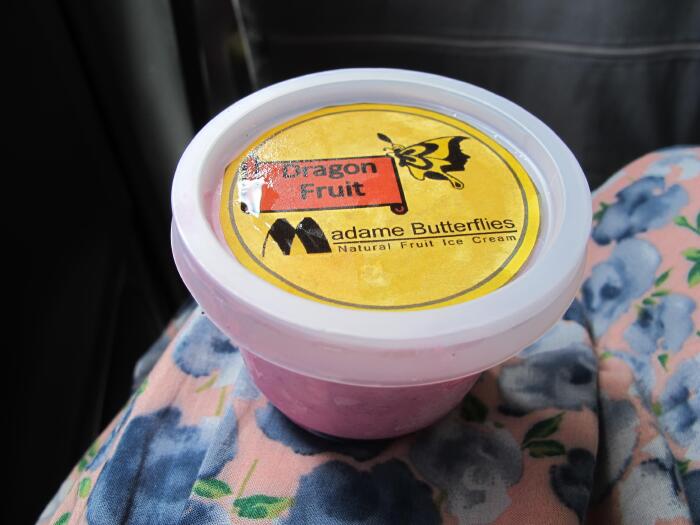 Dragon
Fruit
Madame Butterflies
Natural Fruit Ice Cream